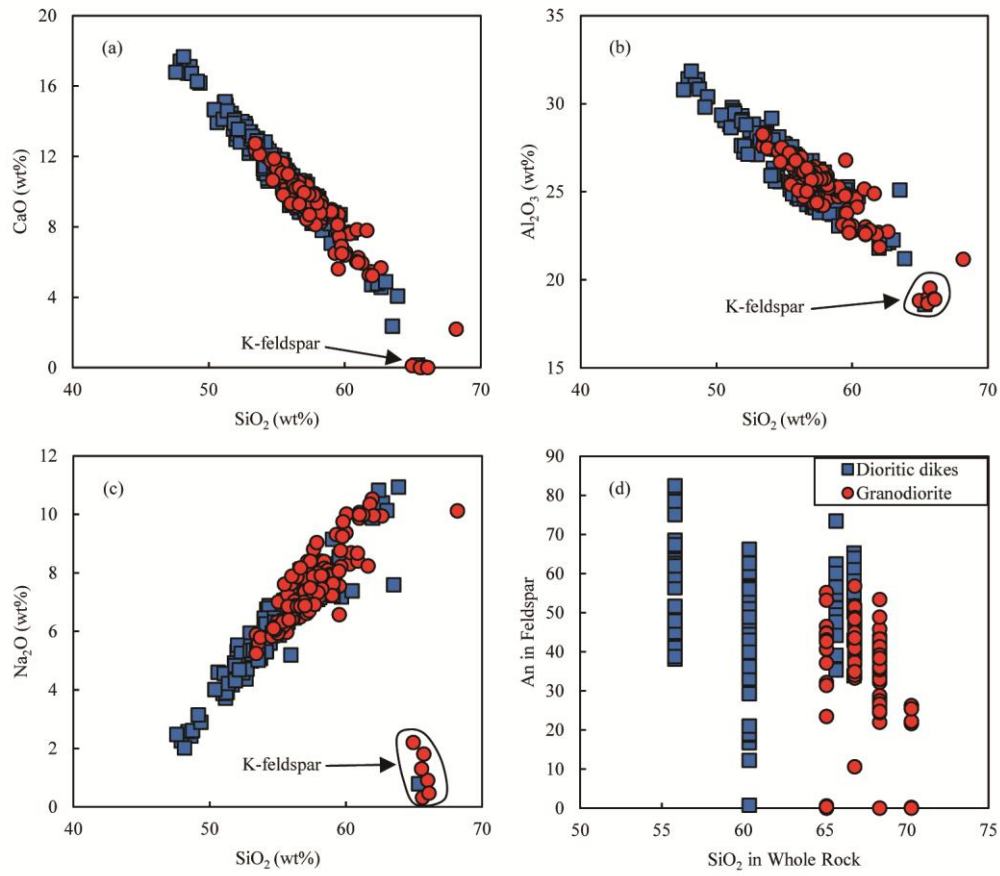 (a)
20
16
12
8
4
0
CaO (wt%)
K-feldspar
40
50
60
70
SiO₂ (wt%)
(b)
35
30
25
20
15
Al₂O₃ (wt%)
K-feldspar
40
50
60
70
SiO₂ (wt%)
(c)
12
10
8
6
4
2
0
Na₂O (wt%)
K-feldspar
40
50
60
70
SiO₂ (wt%)
(d)
Dioritic dikes
Granodiorite
90
80
70
60
50
40
30
20
10
0
An in Feldspar
50
55
60
65
70
75
SiO₂ in Whole Rock